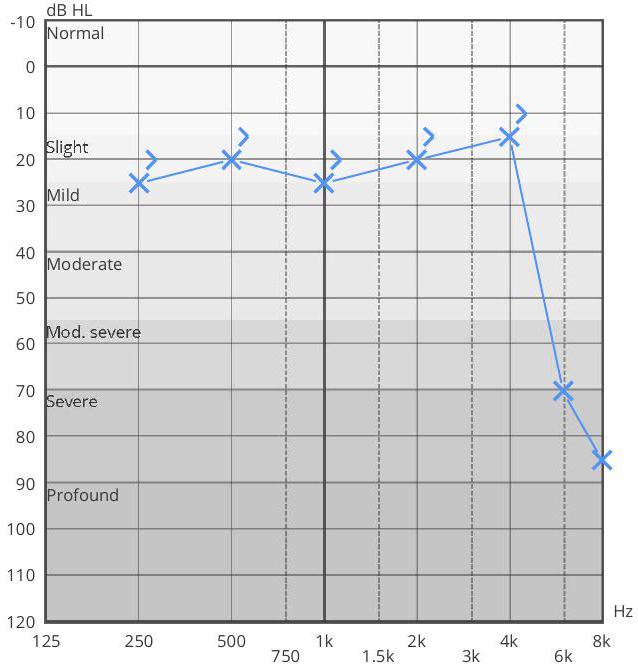 dB HL
-10
Normal
0
10
Slight
20
Mild
30
40
Moderate
50
Mod. severe
60
70
Severe
80
90
Profound
100
110
120
Hz
125 250 500 1k 2k 4k 8k
750 1.5k 3k 6k